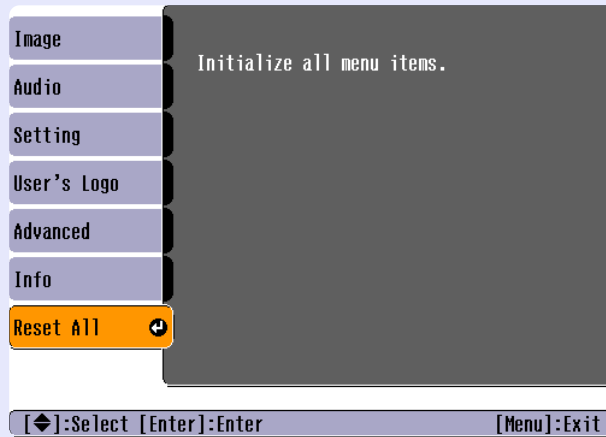 Image
Audio
Setting
User's Logo
Advanced
Info
Reset All
Initialize all menu items.
[◆]:Select [Enter]:Enter
[Menu]:Exit